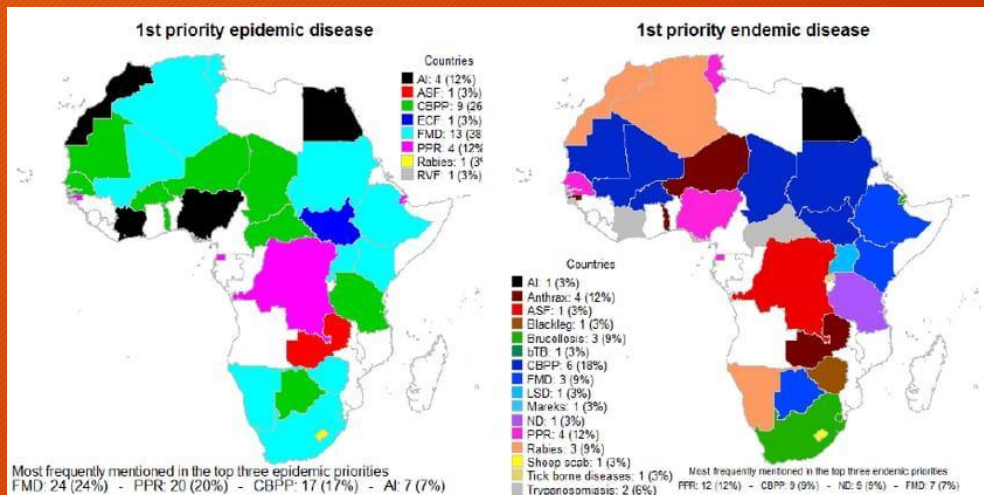 1st priority epidemic disease
Countries
AI: 4 (12%)
ASF: 1 (3%)
CBPP: 9 (26
ECF: 1 (3%)
FMD: 13 (38
PPR: 4 (12%
Rabies: 1 (3
RVF: 1 (3%)
Most frequently mentioned in the top three epidemic priorities
FMD: 24 (24%) - PPR: 20 (20%) - CBPP: 17 (17%) - AI: 7 (7%)
1st priority endemic disease
Countries
AI: 1 (3%)
Anthrax: 4 (12%)
ASF: 1 (3%)
Blackleg: 1 (3%)
Brucellosis: 3 (9%)
bTB: 1 (3%)
CBPP: 6 (18%)
FMD: 3 (9%)
LSD: 1 (3%)
Mareks: 1 (3%)
ND: 1 (3%)
PPR: 4 (12%)
Rabies: 3 (9%)
Sheep scab: 1 (3%)
Tick borne diseases: 1 (3%)
Trypanosomiasis: 2 (6%)
Most frequently mentioned in the top three endemic priorities
PPR: 12 (12%) - CBPP: 9 (9%) - ND: 9 (9%) - FMD: 7 (7%)